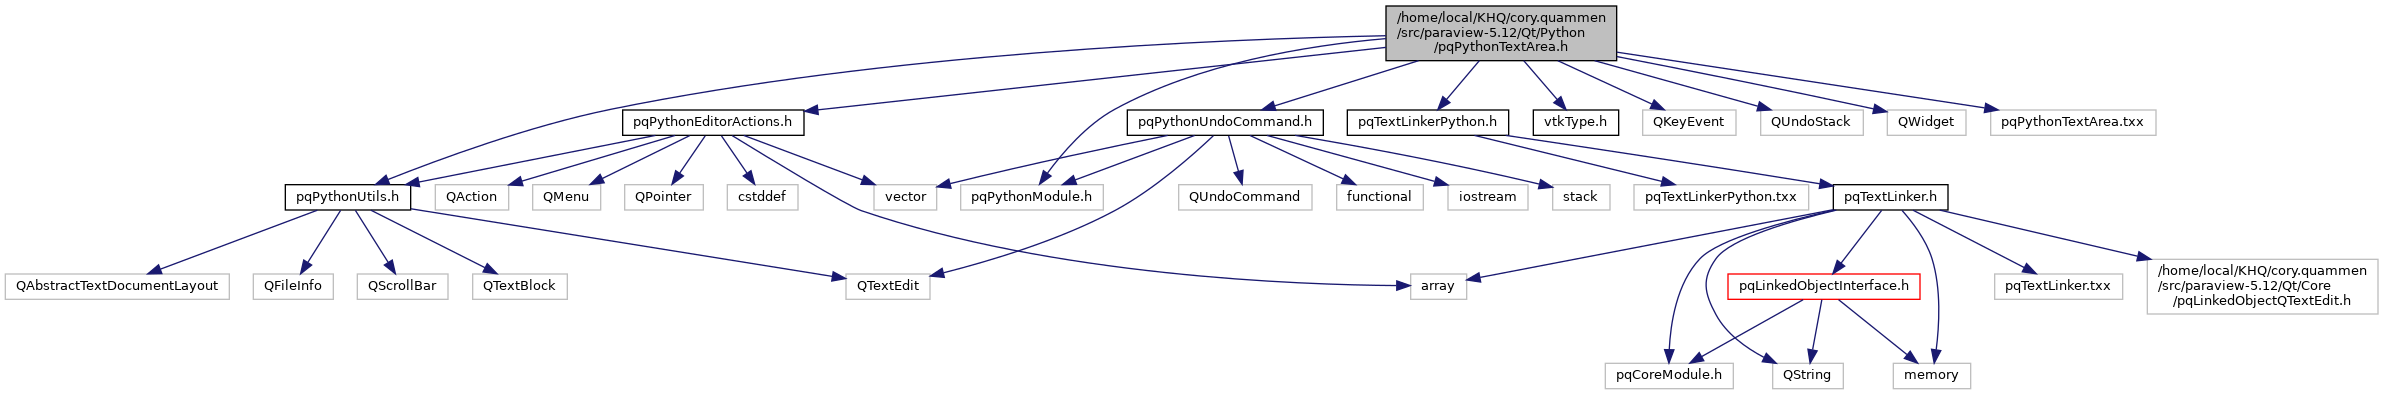 /home/local/KHQ/cory.quammen
/src/paraview-5.12/Qt/Python
/pqPythonTextArea.h
pqPythonEditorActions.h
pqPythonUndoCommand.h
pqTextLinkerPython.h
vtkType.h
QKeyEvent
QUndoStack
QWidget
pqPythonTextArea.txx
pqPythonUtils.h
QAction
QMenu
QPointer
cstddef
vector
pqPythonModule.h
QUndoCommand
functional
iostream
stack
pqTextLinkerPython.txx
pqTextLinker.h
QAbstractTextDocumentLayout
QFileInfo
QScrollBar
QTextBlock
QTextEdit
array
pqLinkedObjectInterface.h
pqTextLinker.txx
/home/local/KHQ/cory.quammen
/src/paraview-5.12/Qt/Core
/pqLinkedObjectQTextEdit.h
pqCoreModule.h
QString
memory